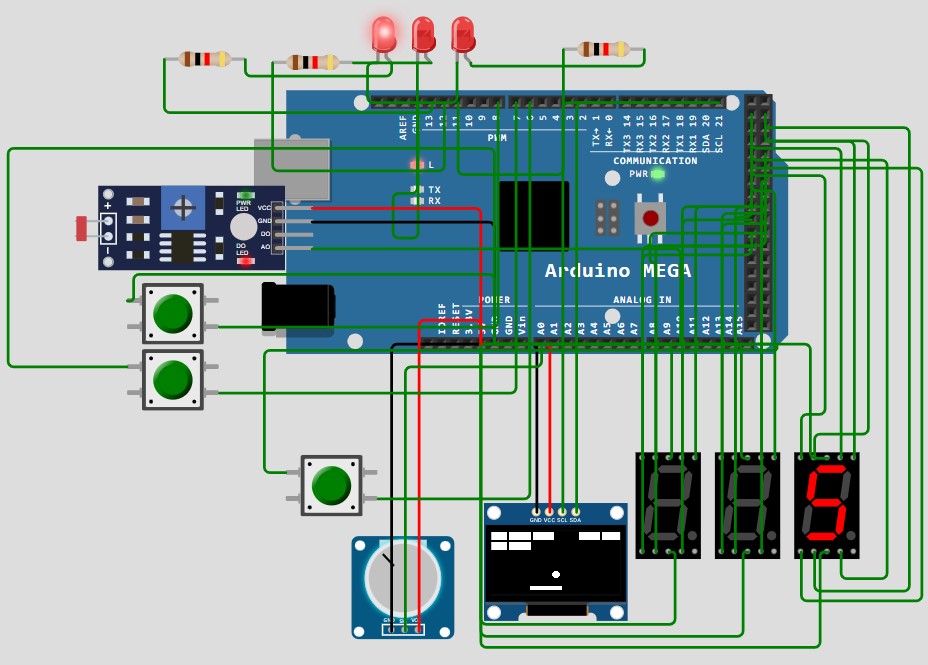 AREF
GND
13
12
11
10
9
8
7
6
5
4
3
2
TX→ 1
RX← 0
TX3 14
RX3 15
TX2 16
RX2 17
TX1 18
RX1 19
SDA 20
SCL 21
PWM
COMMUNICATION
L
PWR
TX
RX
PWR
LED
VCC
GND
DO
AO
DO
LED
+
Arduino MEGA
POWER
ANALOG IN
IOREF
RESET
3.3V
5V
GND
GND
Vin
A0
A1
A2
A3
A4
A5
A6
A7
A8
A9
A10
A11
A12
A13
A14
A15
GND VCC SCL SDA